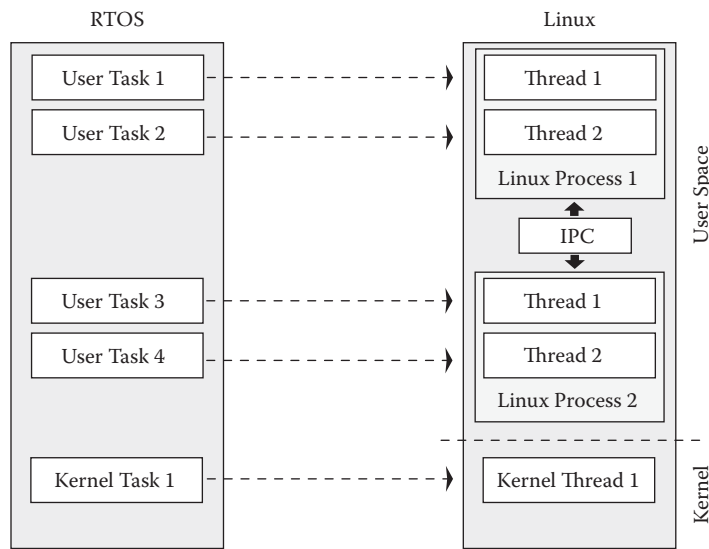 RTOS
Linux
User Task 1
Thread 1
User Task 2
Thread 2
Linux Process 1
IPC
User Task 3
Thread 1
User Task 4
Thread 2
Linux Process 2
Kernel Task 1
Kernel Thread 1
User Space
Kernel